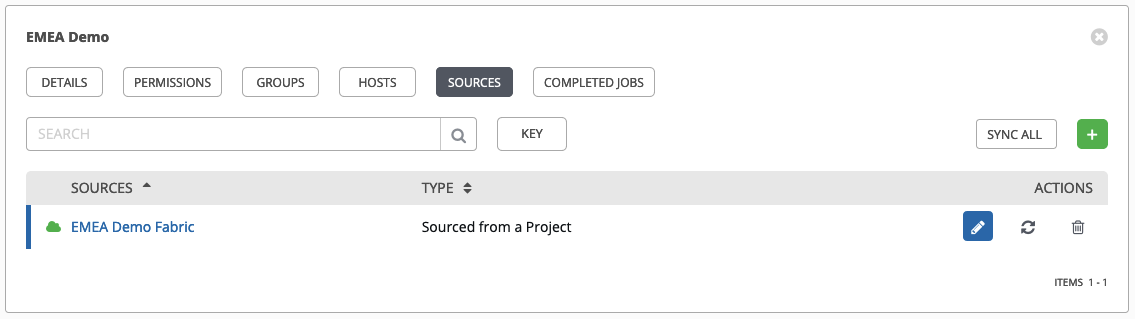 EMEA Demo
DETAILS PERMISSIONS GROUPS HOSTS SOURCES COMPLETED JOBS
SEARCH KEY SYNC ALL +
SOURCES TYPE ACTIONS
EMEA Demo Fabric Sourced from a Project
ITEMS 1 - 1